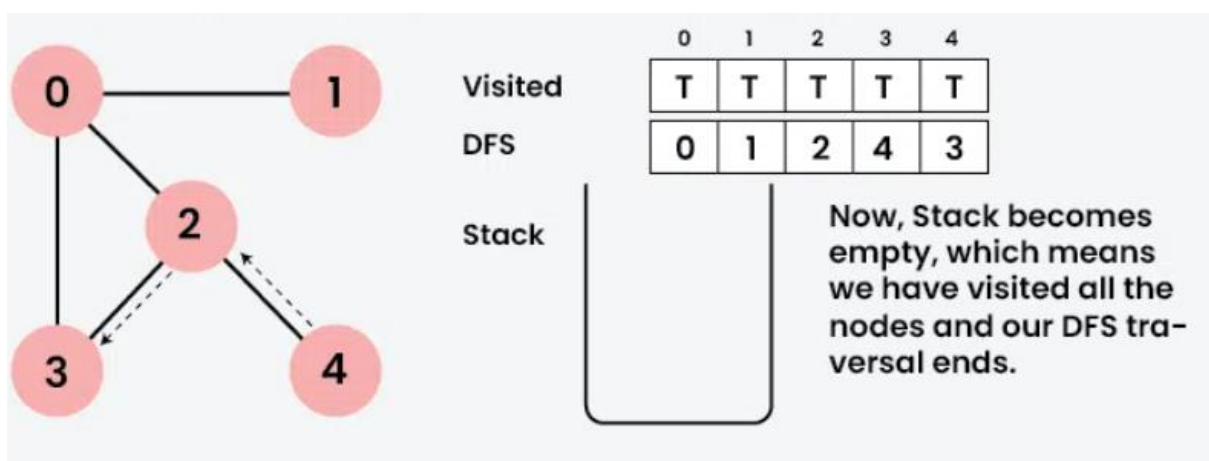 0 1 2 3 4
0 1
Visited T T T T T
DFS 0 1 2 4 3
2
Stack
Now, Stack becomes
empty, which means
we have visited all the
nodes and our DFS tra-
versal ends.
3 4